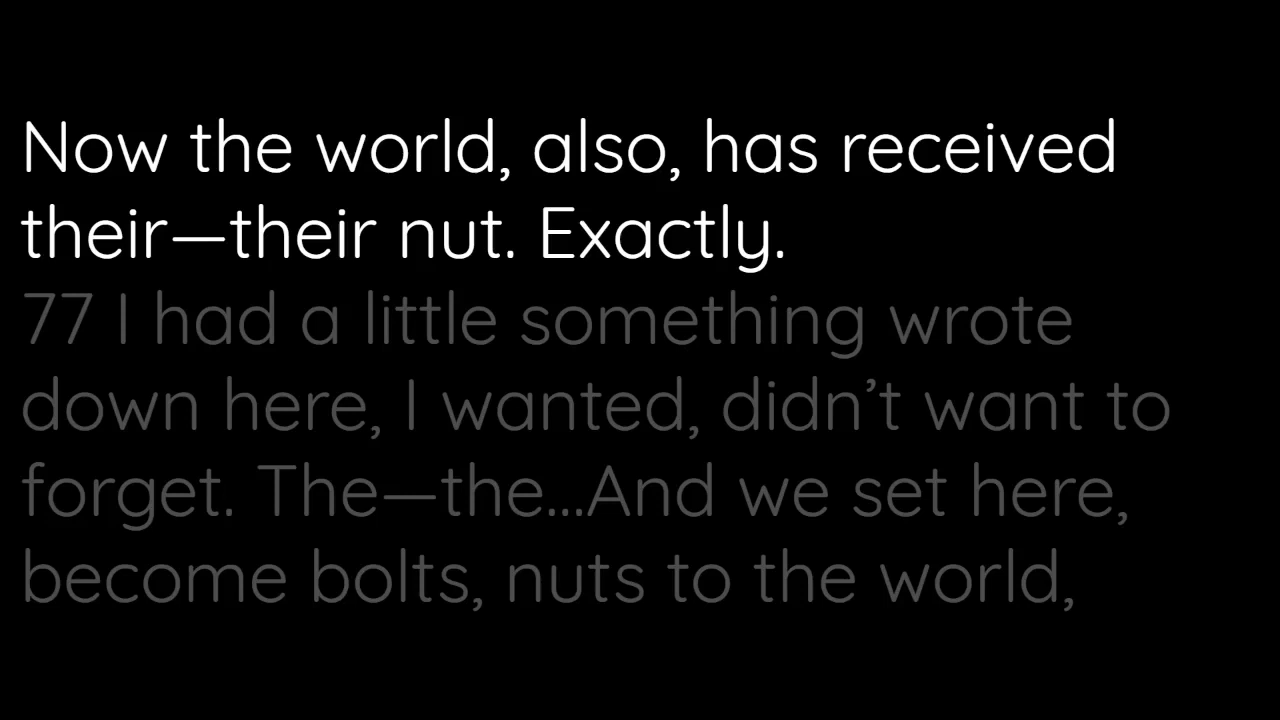 Now the world, also, has received
their—their nut. Exactly.
77 I had a little something wrote
down here, I wanted, didn’t want to
forget. The—the...And we set here,
become bolts, nuts to the world,